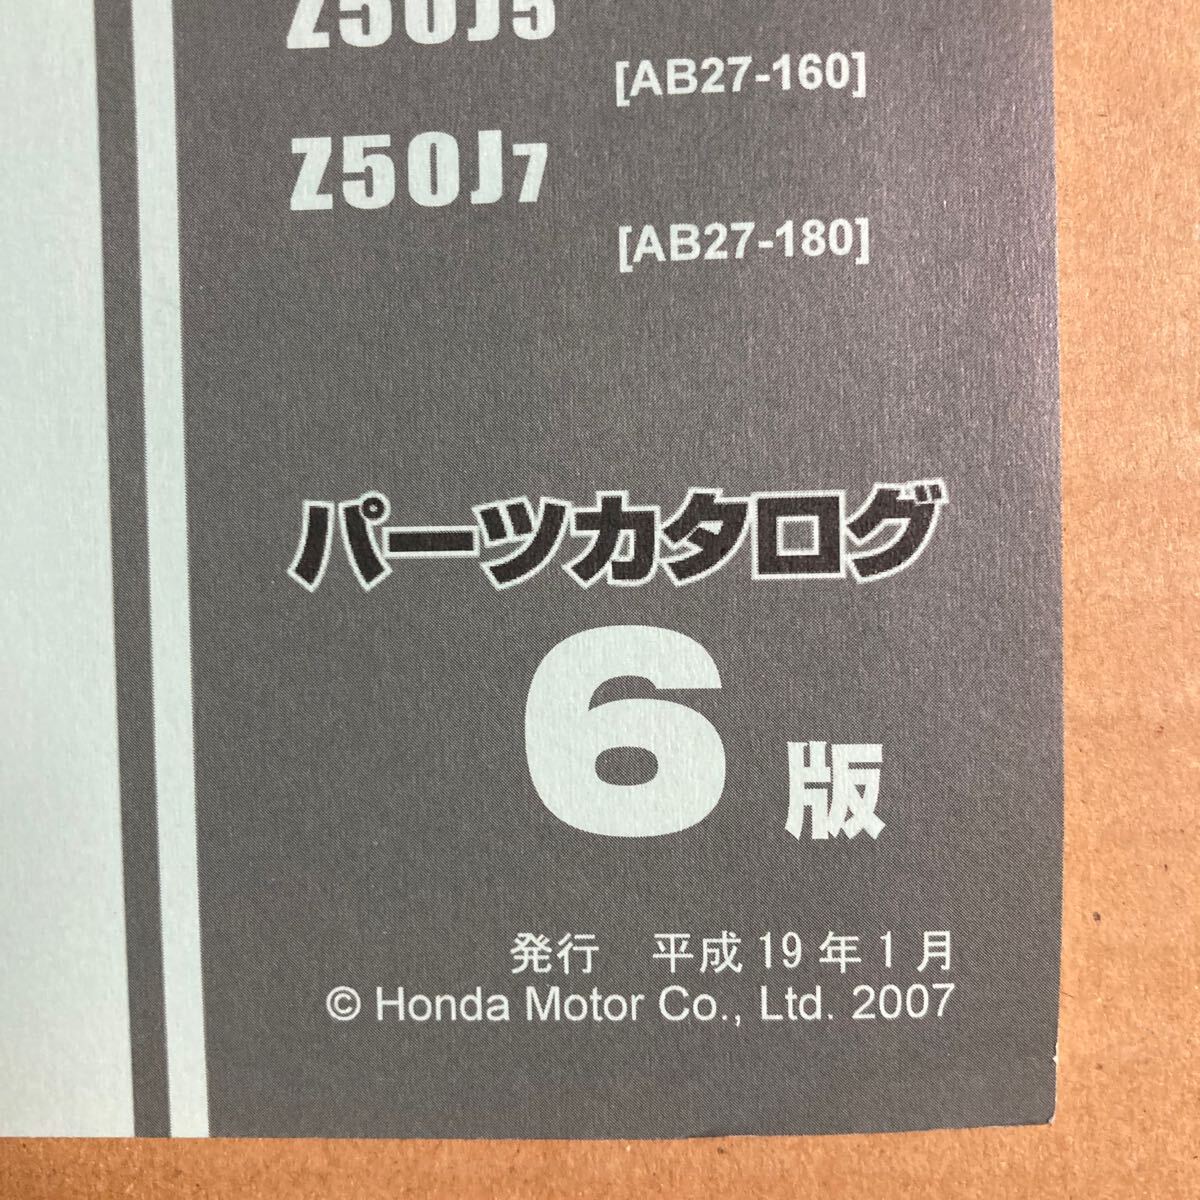 Z50J5
[AB27-160]
Z50J7
[AB27-180]
パーツカタログ
6版
発行 平成19年1月
© Honda Motor Co., Ltd. 2007